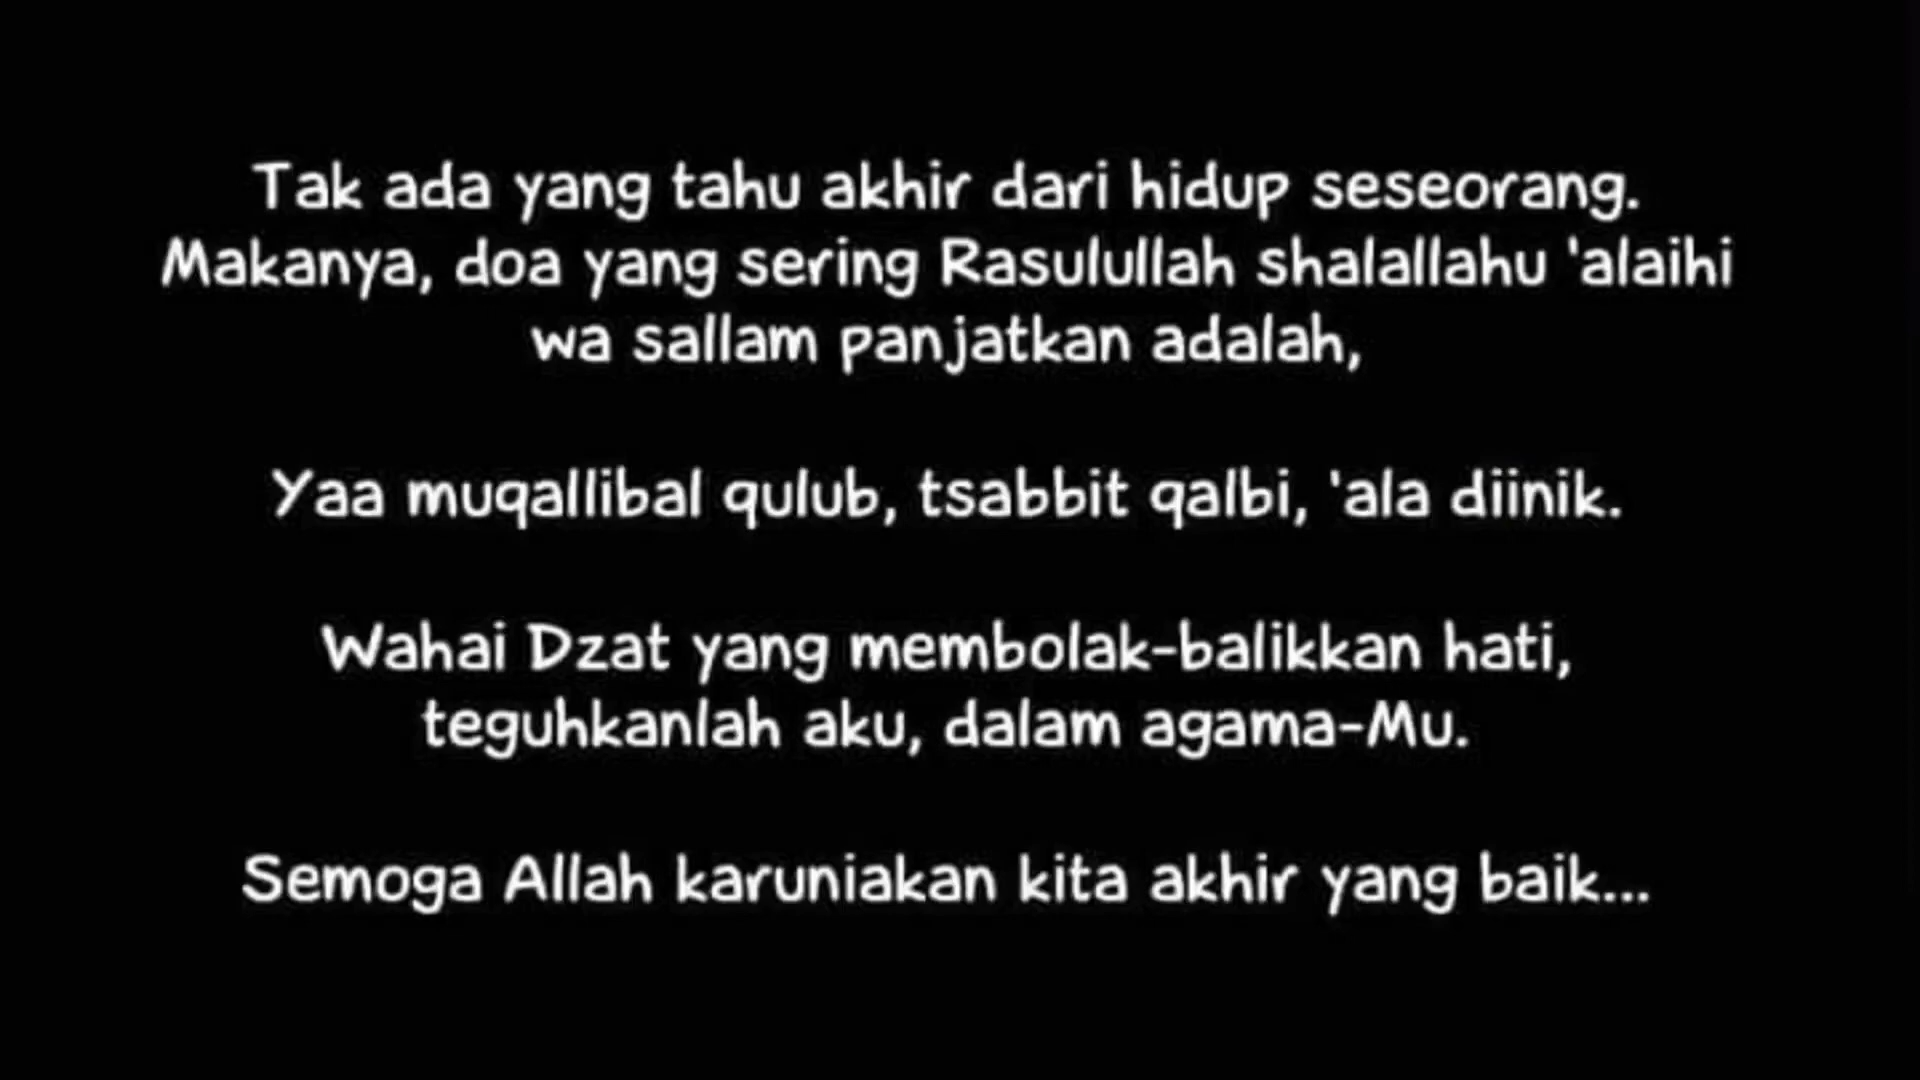 Tak ada yang tahu akhir dari hidup seseorang.
Makanya, doa yang sering Rasulullah shalallahu 'alaihi
wa sallam panjatkan adalah,
Yaa muqallibal qulub, tsabbit qalbi, 'ala diinik.
Wahai Dzat yang membolak-balikkan hati,
teguhkanlah aku, dalam agama-Mu.
Semoga Allah karuniakan kita akhir yang baik...